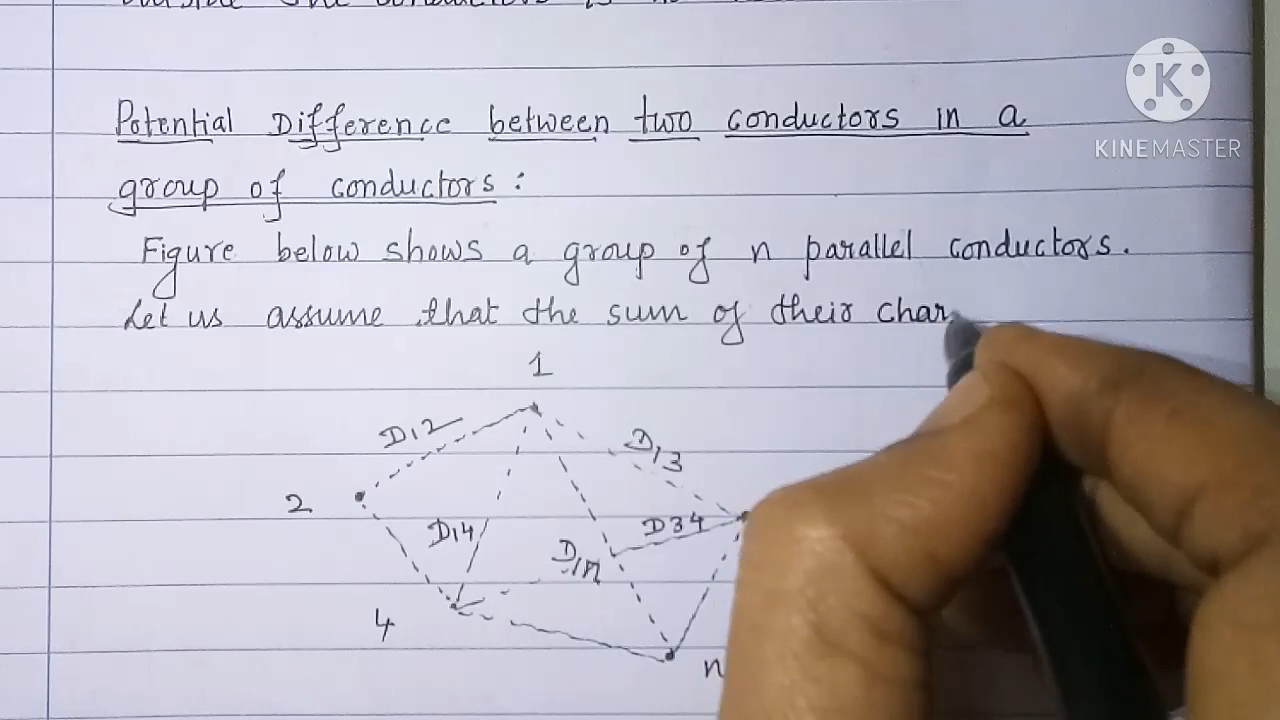 Potential Difference between two conductors in a
group of conductors:
Figure below shows a group of n parallel conductors.
Let us assume that the sum of their char
1
D12
D13
2
D14
D34
D1n
4
n
K
KINEMASTER